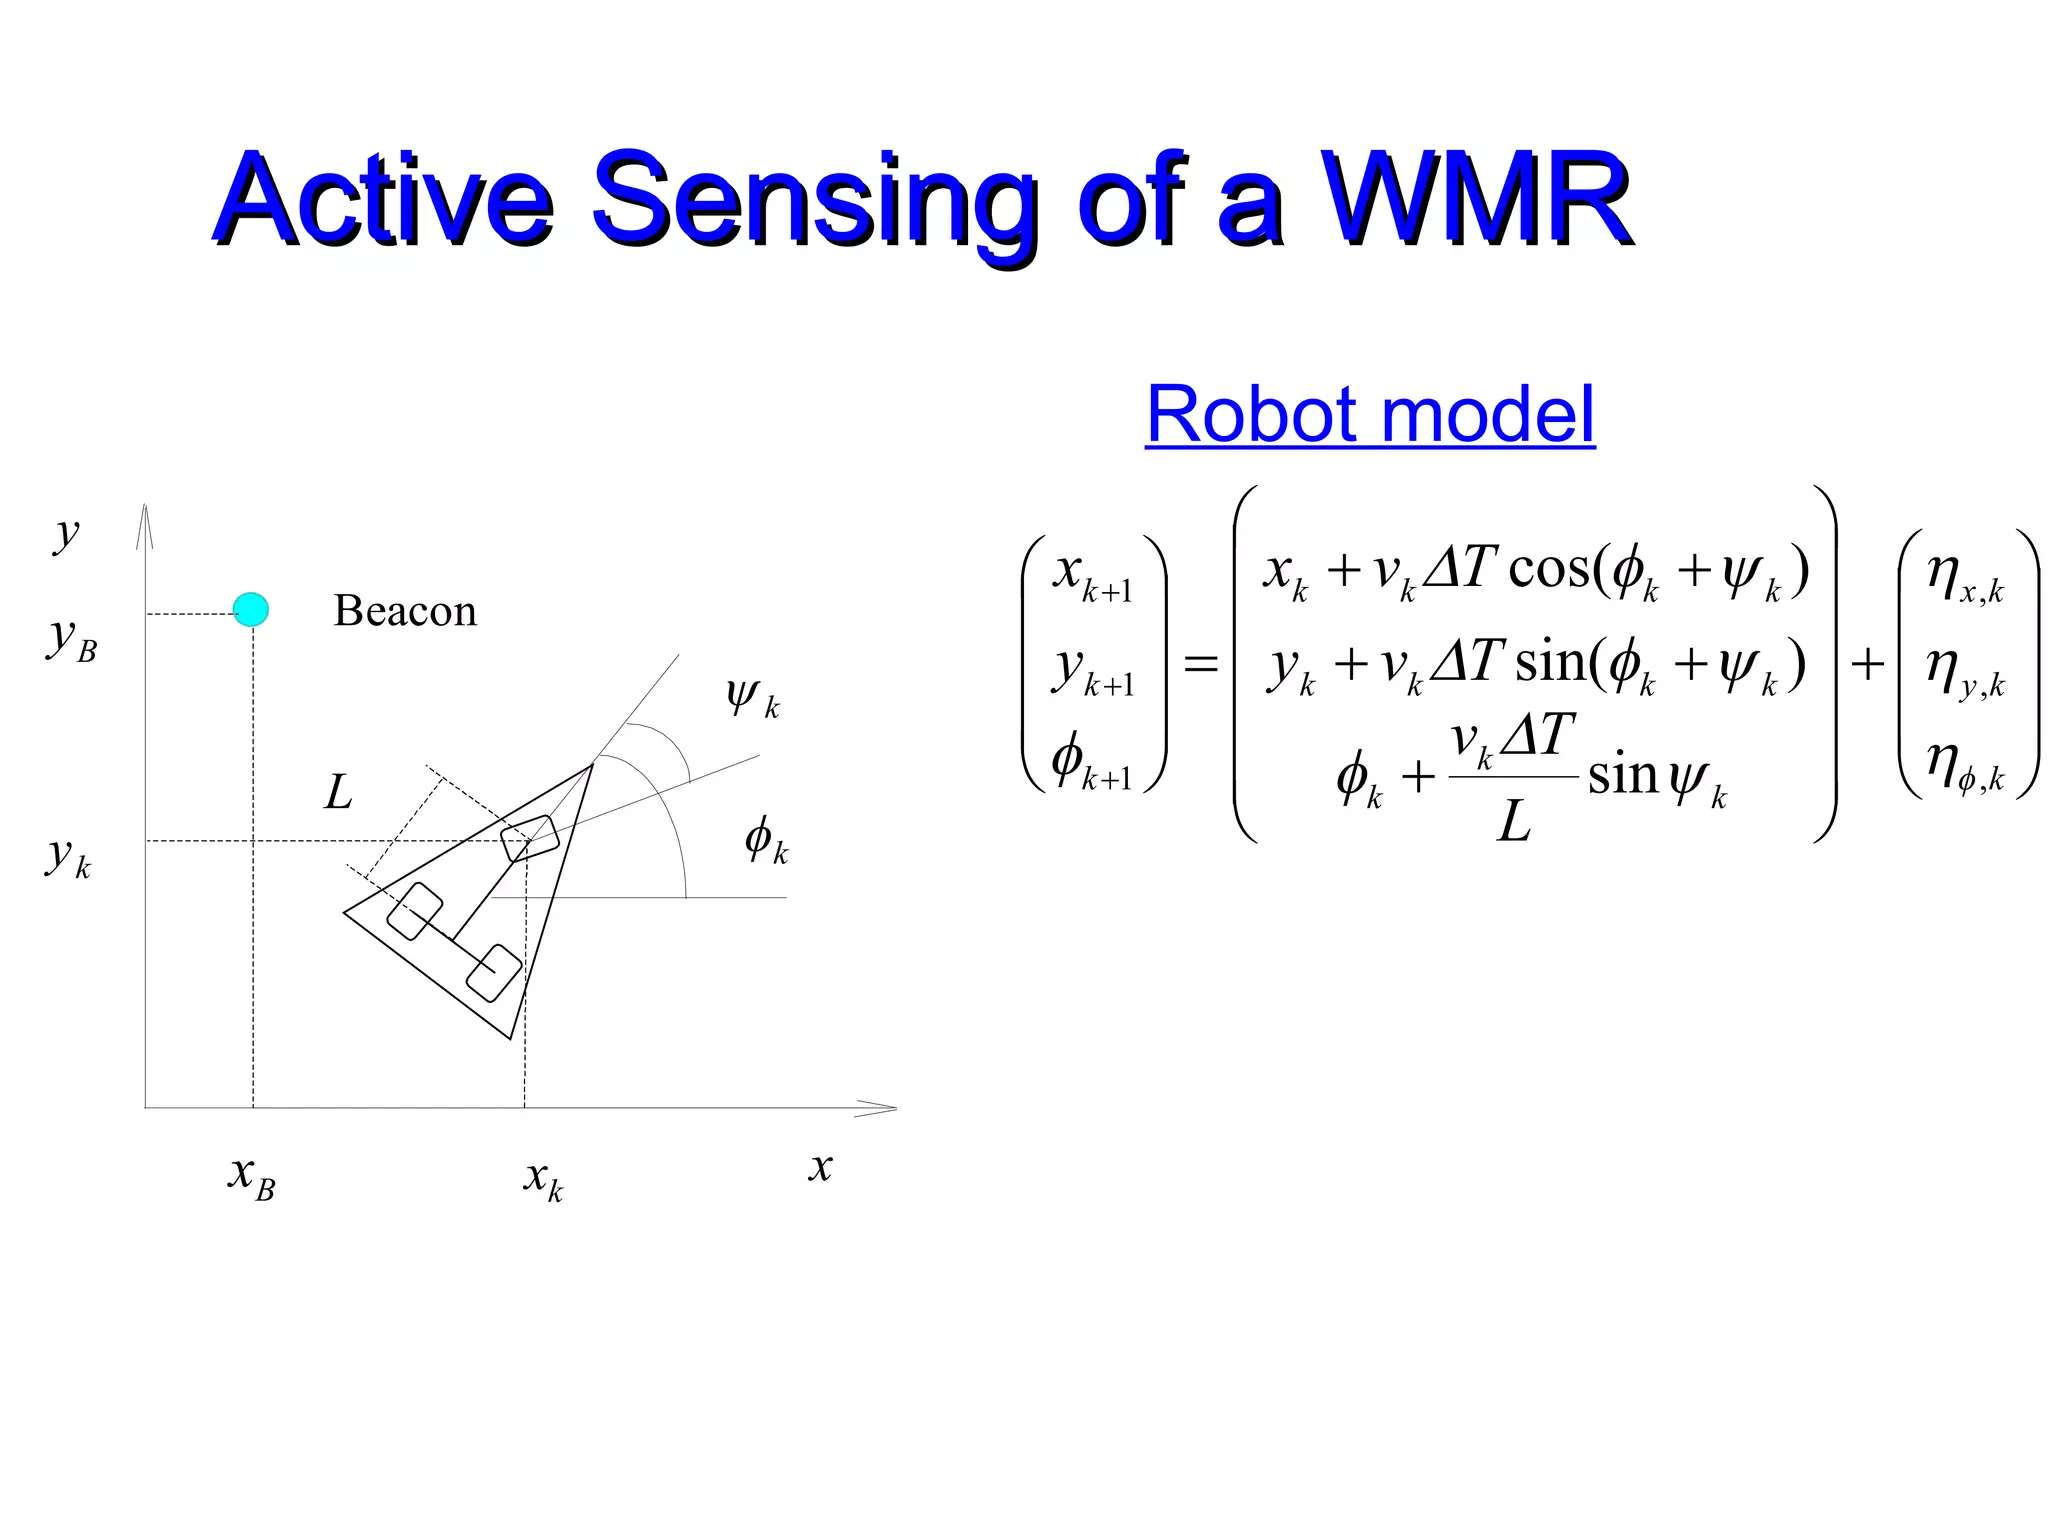 Active Sensing of a WMR
Robot model
y
Beacon
y_B
ψ_k
L
ϕ_k
y_k
x_B
x_k
x
x_{k+1}
y_{k+1}
ϕ_{k+1}
=
x_k + v_k ΔT cos(ϕ_k + ψ_k)
y_k + v_k ΔT sin(ϕ_k + ψ_k)
ϕ_k + \frac{v_k ΔT}{L} sin ψ_k
+
η_{x,k}
η_{y,k}
η_{ϕ,k}